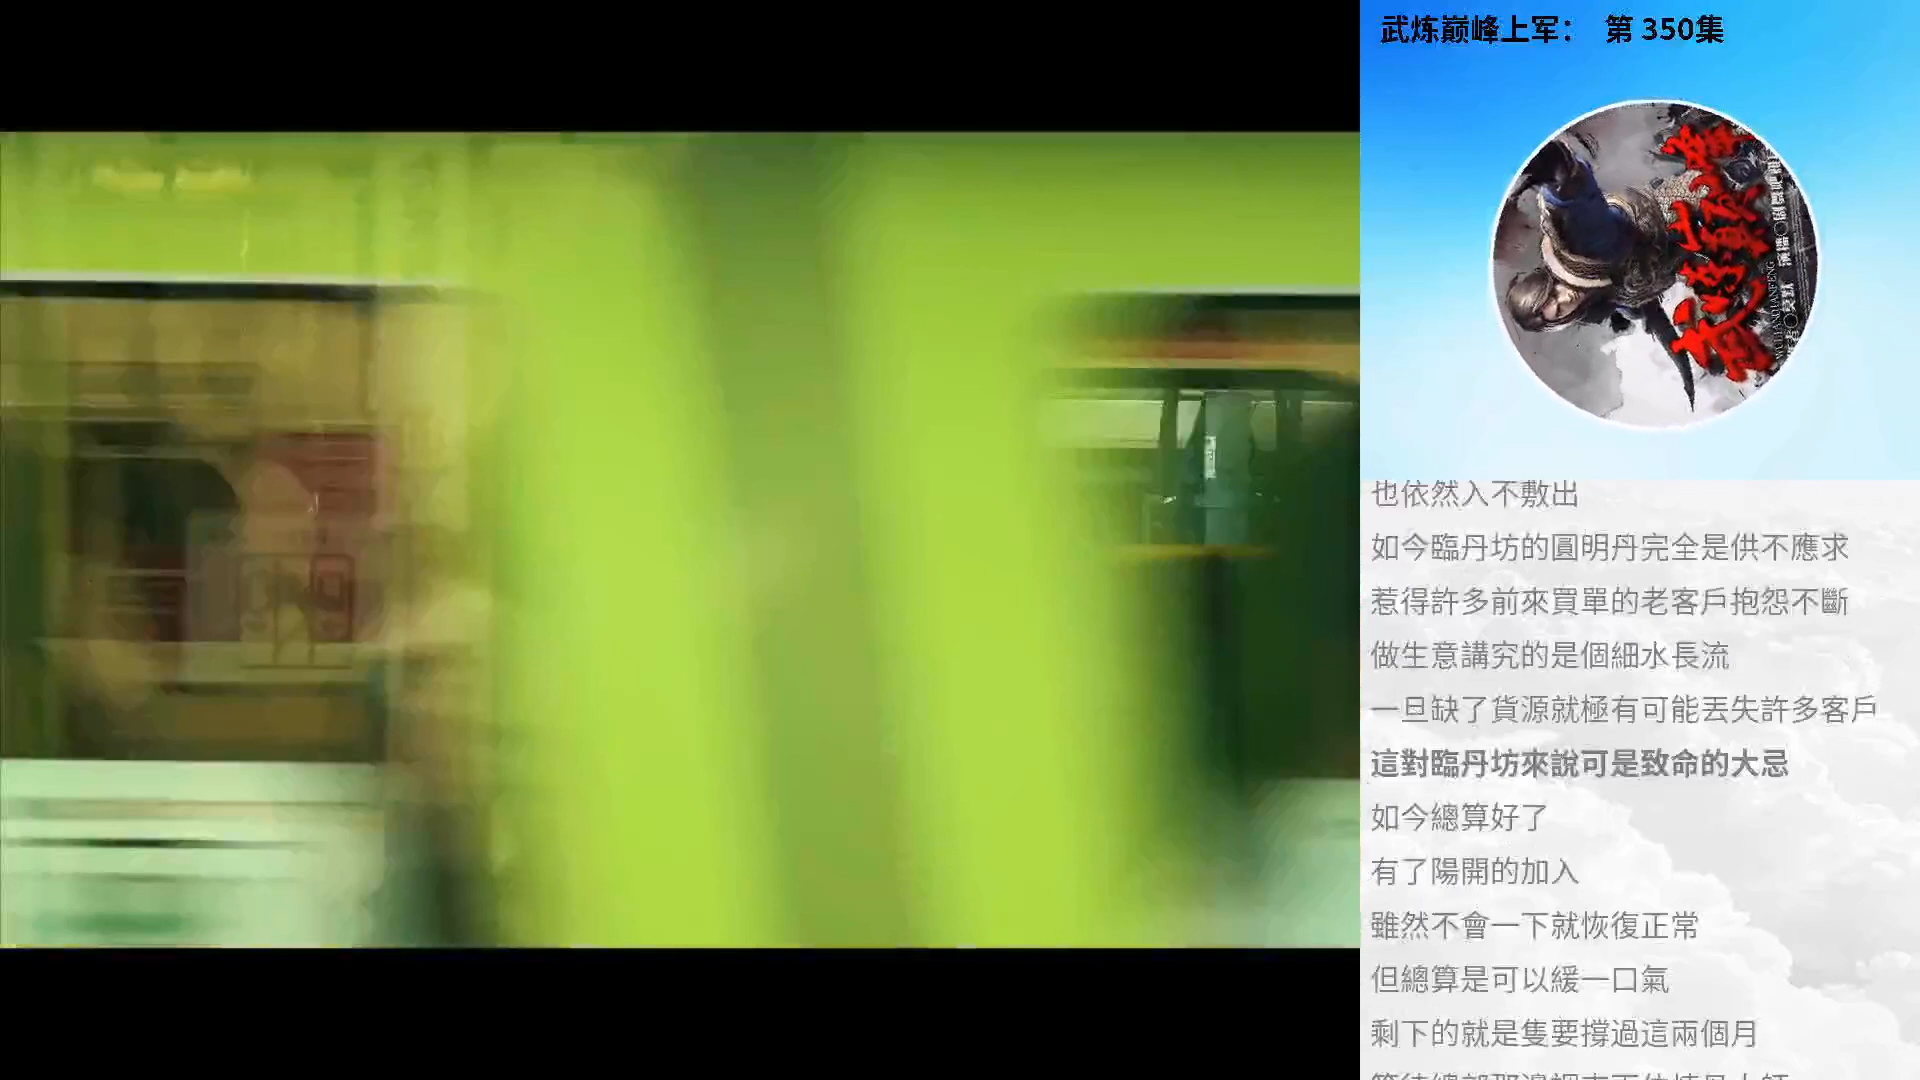 武炼巅峰上军： 第 350集
武炼巅峰
也依然入不敷出
如今臨丹坊的圓明丹完全是供不應求
惹得許多前來買單的老客戶抱怨不斷
做生意講究的是個細水長流
一旦缺了貨源就極有可能丟失許多客戶
這對臨丹坊來說可是致命的大忌
如今總算好了
有了陽開的加入
雖然不會一下就恢復正常
但總算是可以緩一口氣
剩下的就是隻要撐過這兩個月